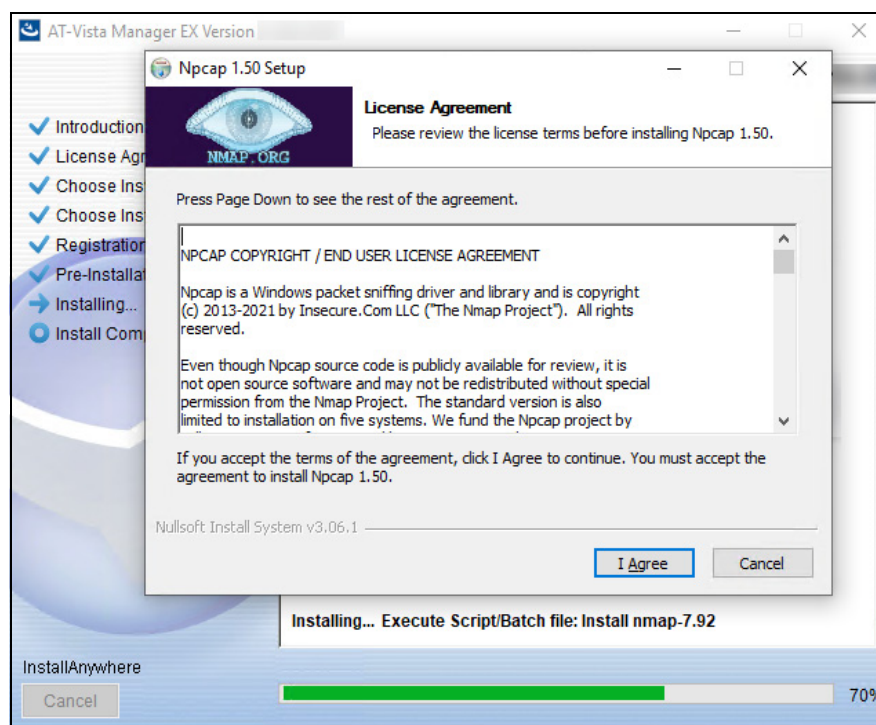 AT-Vista Manager EX Version
Npcap 1.50 Setup
NMAP.ORG
License Agreement
Please review the license terms before installing Npcap 1.50.
Introduction
License Agr
Choose Ins
Choose Ins
Registration
Pre-Installat
Installing...
Install Com
Press Page Down to see the rest of the agreement.
NPCAP COPYRIGHT / END USER LICENSE AGREEMENT
Npcap is a Windows packet sniffing driver and library and is copyright
(c) 2013-2021 by Insecure.Com LLC ("The Nmap Project"). All rights
reserved.
Even though Npcap source code is publicly available for review, it is
not open source software and may not be redistributed without special
permission from the Nmap Project. The standard version is also
limited to installation on five systems. We fund the Npcap project by
If you accept the terms of the agreement, click I Agree to continue. You must accept the
agreement to install Npcap 1.50.
Nullsoft Install System v3.06.1
I Agree
Cancel
Installing... Execute Script/Batch file: Install nmap-7.92
InstallAnywhere
Cancel
70%